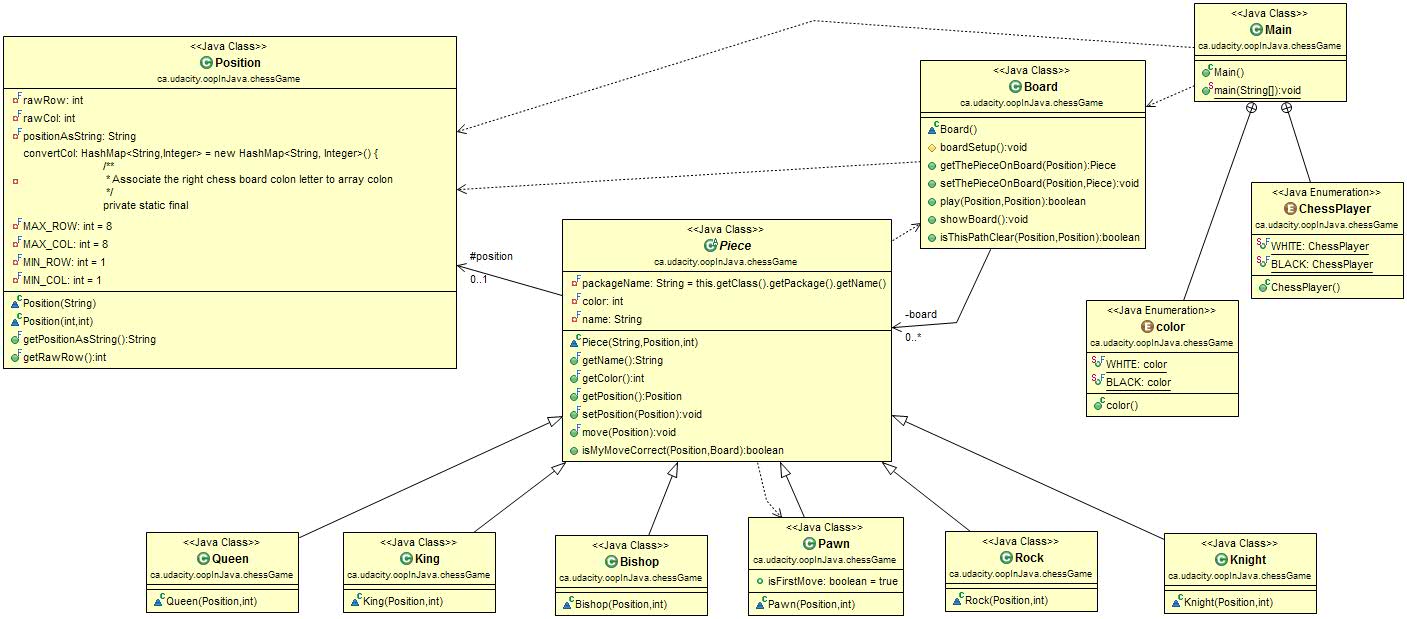 <<Java Class>>
Position
ca.udacity.oopInJava.chessGame
rawRow: int
rawCol: int
positionAsString: String
convertCol: HashMap<String,Integer> = new HashMap<String, Integer>() {
/**
* Associate the right chess board colon letter to array colon
*/
private static final
MAX_ROW: int = 8
MAX_COL: int = 8
MIN_ROW: int = 1
MIN_COL: int = 1
Position(String)
Position(int,int)
getPositionAsString():String
getRawRow():int
<<Java Class>>
Main
ca.udacity.oopInJava.chessGame
Main()
main(String[]):void
<<Java Class>>
Board
ca.udacity.oopInJava.chessGame
Board()
boardSetup():void
getThePieceOnBoard(Position):Piece
setThePieceOnBoard(Position,Piece):void
play(Position,Position):boolean
showBoard():void
isThisPathClear(Position,Position):boolean
<<Java Enumeration>>
ChessPlayer
ca.udacity.oopInJava.chessGame
WHITE: ChessPlayer
BLACK: ChessPlayer
ChessPlayer()
<<Java Enumeration>>
color
ca.udacity.oopInJava.chessGame
WHITE: color
BLACK: color
color()
#position
0..1
-board
0..*
<<Java Class>>
Piece
ca.udacity.oopInJava.chessGame
packageName: String = this.getClass().getPackage().getName()
color: int
name: String
Piece(String,Position,int)
getName():String
getColor():int
getPosition():Position
setPosition(Position):void
move(Position):void
isMyMoveCorrect(Position,Board):boolean
<<Java Class>>
Queen
ca.udacity.oopInJava.chessGame
Queen(Position,int)
<<Java Class>>
King
ca.udacity.oopInJava.chessGame
King(Position,int)
<<Java Class>>
Bishop
ca.udacity.oopInJava.chessGame
Bishop(Position,int)
<<Java Class>>
Pawn
ca.udacity.oopInJava.chessGame
isFirstMove: boolean = true
Pawn(Position,int)
<<Java Class>>
Rock
ca.udacity.oopInJava.chessGame
Rock(Position,int)
<<Java Class>>
Knight
ca.udacity.oopInJava.chessGame
Knight(Position,int)